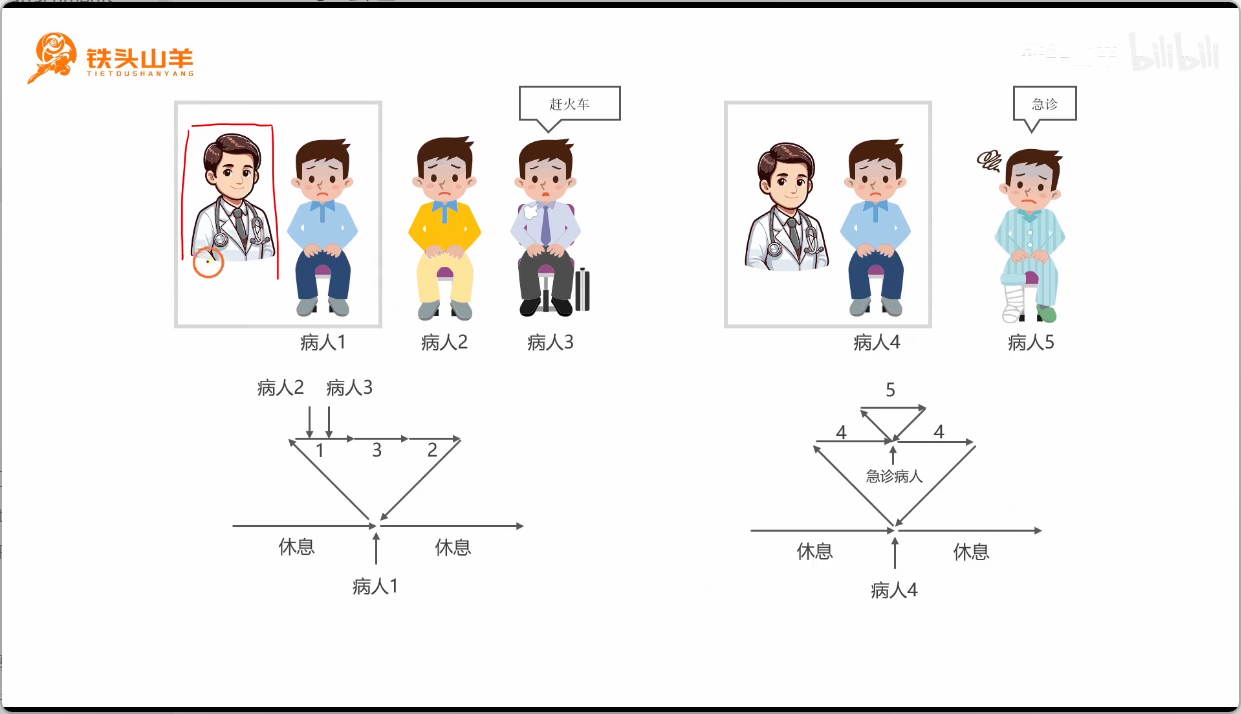 铁头山羊
TIETOUSHANYANG
bilibili
赶火车
急诊
病人1
病人2
病人3
病人4
病人5
病人2
病人3
1
3
2
休息
休息
病人1
5
4
4
急诊病人
休息
休息
病人4